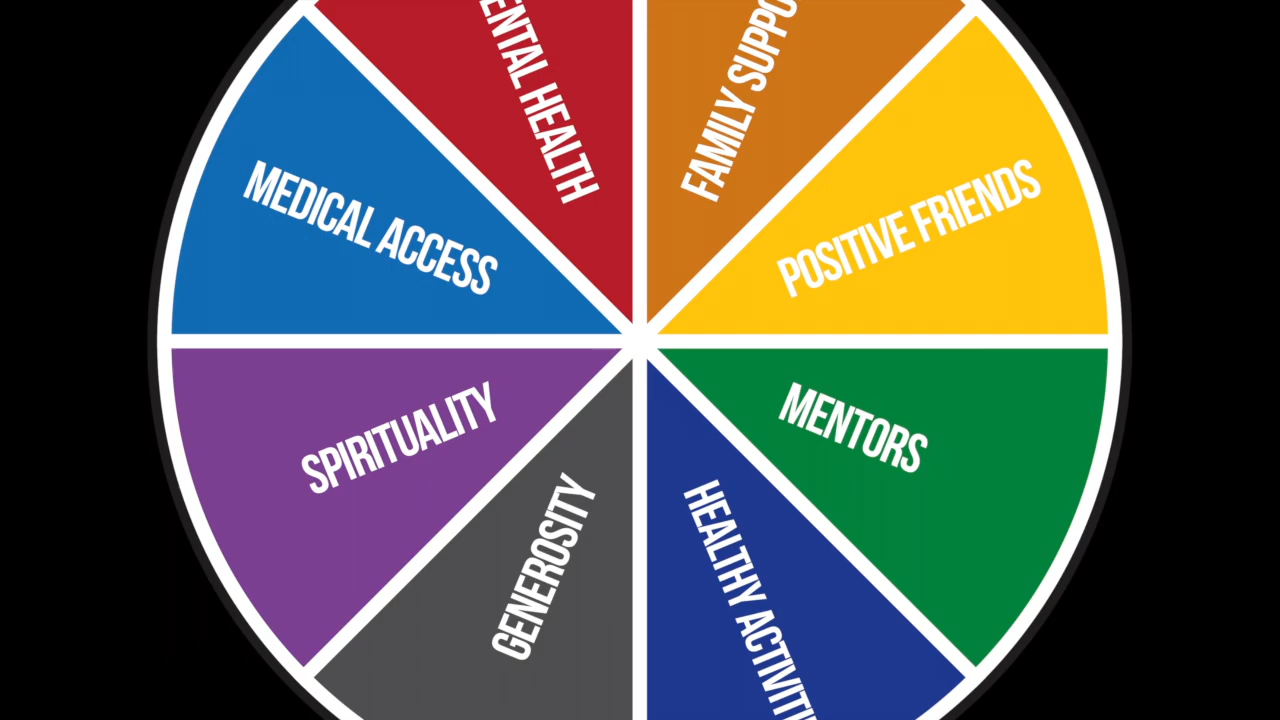 ENTAL HEALTH
FAMILY SUPPO
POSITIVE FRIENDS
MENTORS
HEALTHY ACTIVITI
GENEROSITY
SPIRITUALITY
MEDICAL ACCESS